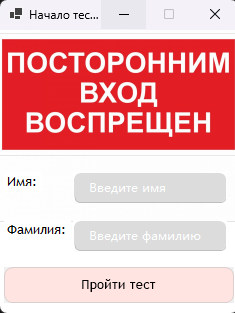 Начало тес...
ПОСТОРОННИМ
ВХОД
ВОСПРЕЩЕН
Имя:
Введите имя
Фамилия:
Введите фамилию
Пройти тест